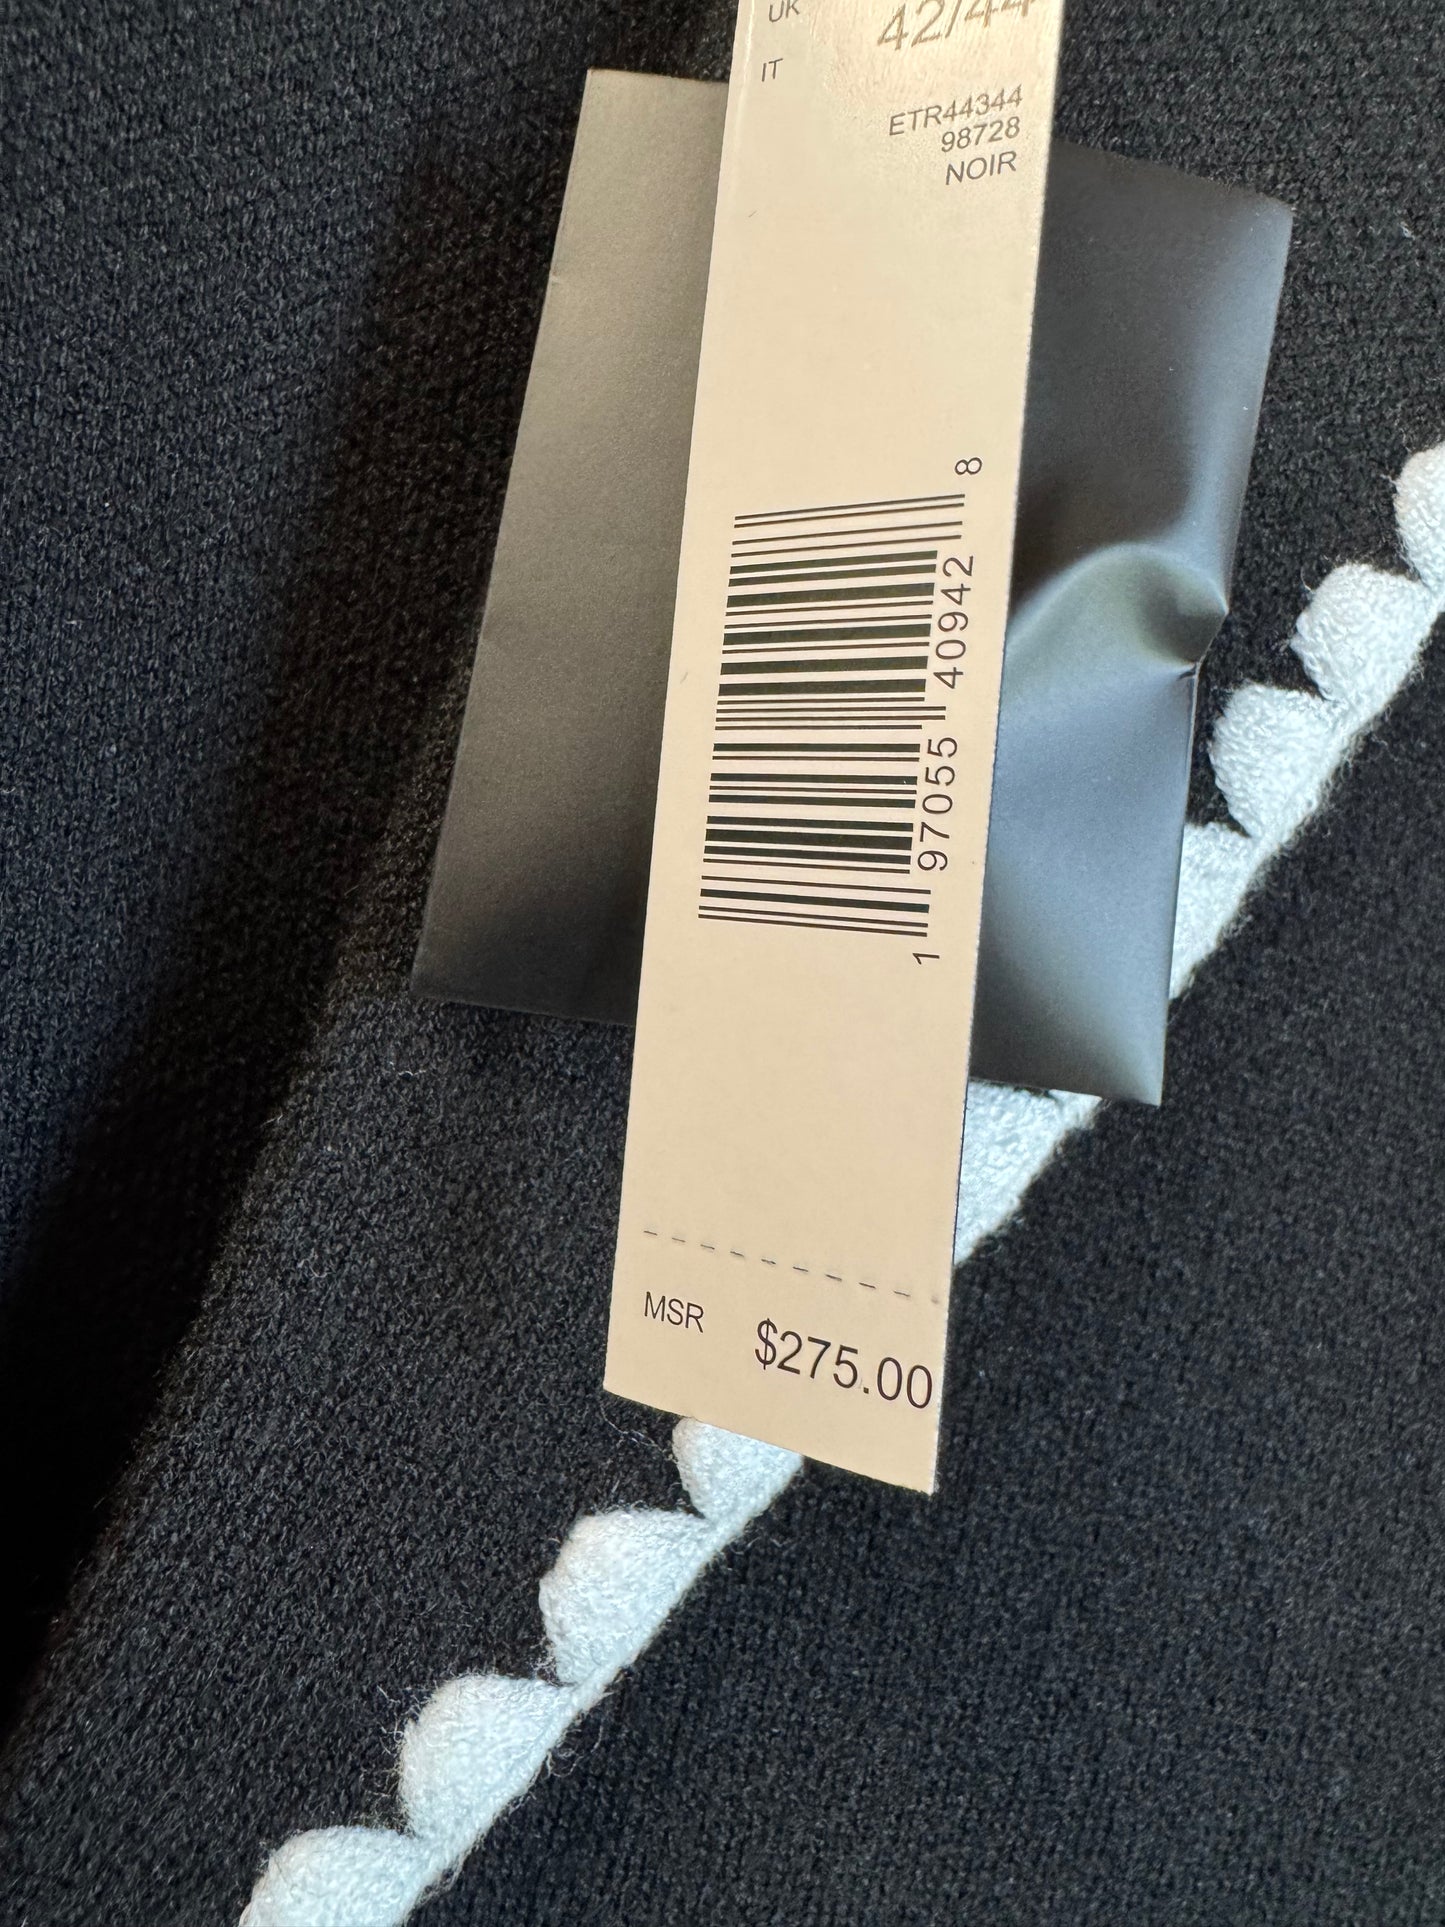 UK
42/44
IT
ETR44344
98728
NOIR
1 97055 40942 8
MSR $275.00